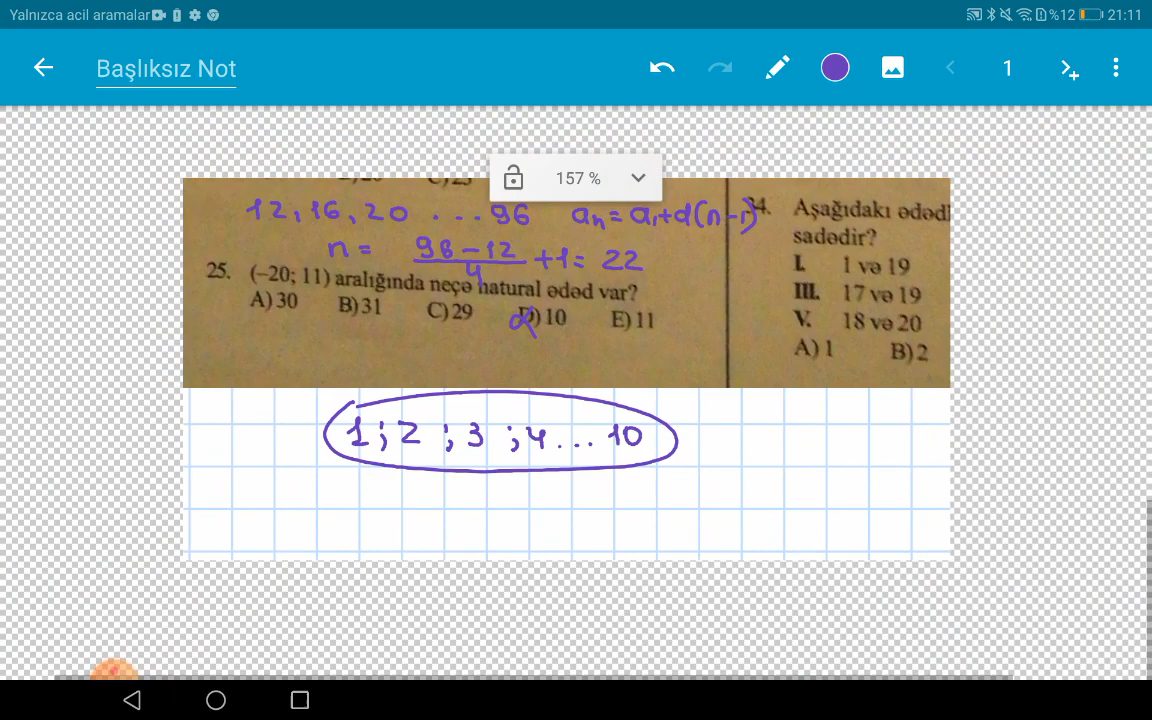 Yalnızca acil aramalar %12 21:11
Başlıksız Not 1
157 %
12, 16, 20 ... 96 an = a1+d(n-1)
n = 96 - 12 / 4 + 1 = 22
25. (–20; 11) aralığında neçə natural ədəd var?
A) 30 B) 31 C) 29 D) 10 E) 11
34. Aşağıdakı ədədl
sadədir?
I. 1 və 19
III. 17 və 19
V. 18 və 20
A) 1 B) 2
1 ; 2 ; 3 ; 4 ... 10